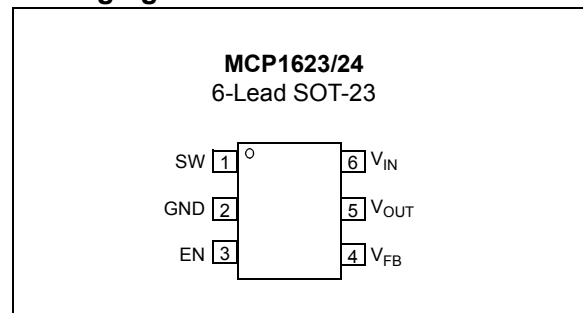 MCP1623/24
6-Lead SOT-23
SW 1
GND 2
EN 3
6 VIN
5 VOUT
4 VFB